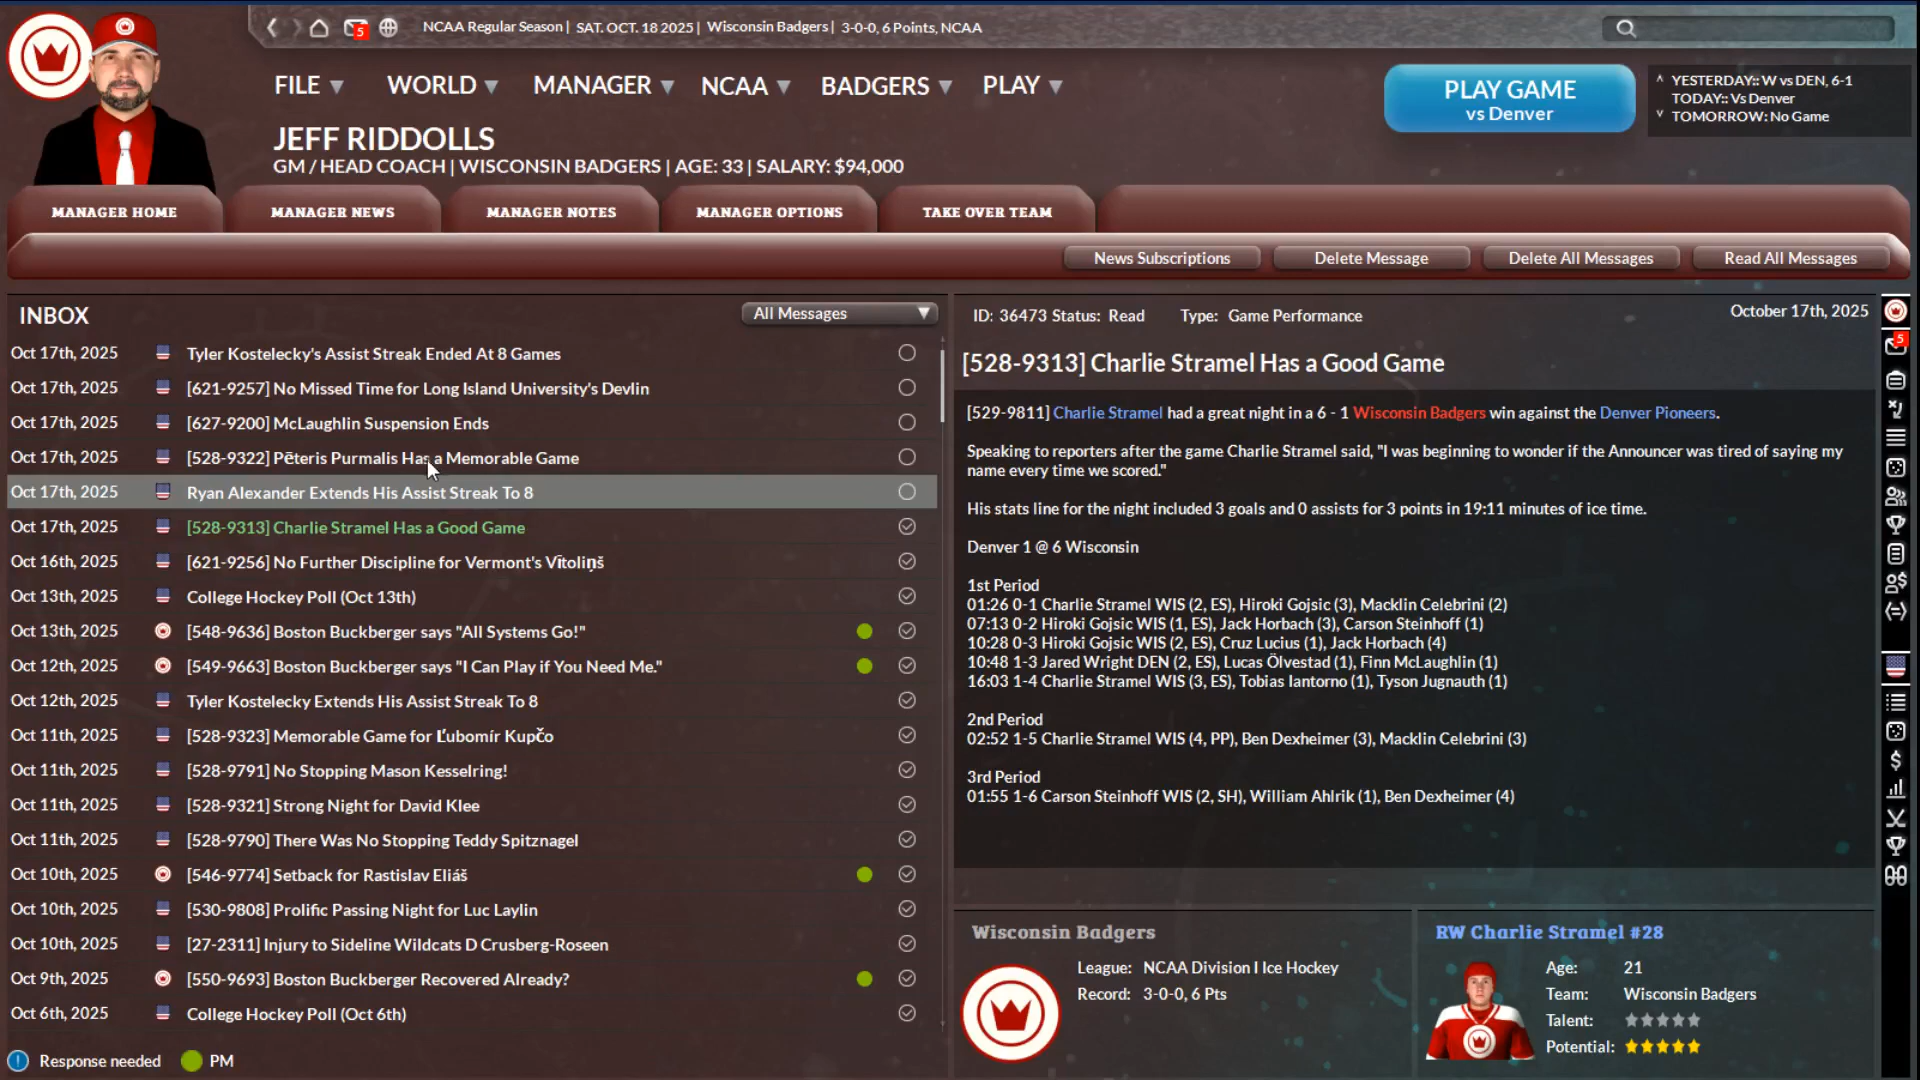 NCAA Regular Season | SAT. OCT. 18 2025 | Wisconsin Badgers | 3-0-0, 6 Points, NCAA
5
FILE WORLD MANAGER NCAA BADGERS PLAY
PLAY GAME
vs Denver
YESTERDAY:: W vs DEN, 6-1
TODAY:: Vs Denver
TOMORROW: No Game
JEFF RIDDOLLS
GM / HEAD COACH | WISCONSIN BADGERS | AGE: 33 | SALARY: $94,000
MANAGER HOME MANAGER NEWS MANAGER NOTES MANAGER OPTIONS TAKE OVER TEAM
News Subscriptions Delete Message Delete All Messages Read All Messages
INBOX All Messages
Oct 17th, 2025 Tyler Kostelecky's Assist Streak Ended At 8 Games
Oct 17th, 2025 [621-9257] No Missed Time for Long Island University's Devlin
Oct 17th, 2025 [627-9200] McLaughlin Suspension Ends
Oct 17th, 2025 [528-9322] Pēteris Purmalis Has a Memorable Game
Oct 17th, 2025 Ryan Alexander Extends His Assist Streak To 8
Oct 17th, 2025 [528-9313] Charlie Stramel Has a Good Game
Oct 16th, 2025 [621-9256] No Further Discipline for Vermont's Vītoliņš
Oct 13th, 2025 College Hockey Poll (Oct 13th)
Oct 13th, 2025 [548-9636] Boston Buckberger says "All Systems Go!"
Oct 12th, 2025 [549-9663] Boston Buckberger says "I Can Play if You Need Me."
Oct 12th, 2025 Tyler Kostelecky Extends His Assist Streak To 8
Oct 11th, 2025 [528-9323] Memorable Game for Ľubomír Kupčo
Oct 11th, 2025 [528-9791] No Stopping Mason Kesselring!
Oct 11th, 2025 [528-9321] Strong Night for David Klee
Oct 11th, 2025 [528-9790] There Was No Stopping Teddy Spitznagel
Oct 10th, 2025 [546-9774] Setback for Rastislav Eliáš
Oct 10th, 2025 [530-9808] Prolific Passing Night for Luc Laylin
Oct 10th, 2025 [27-2311] Injury to Sideline Wildcats D Crusberg-Roseen
Oct 9th, 2025 [550-9693] Boston Buckberger Recovered Already?
Oct 6th, 2025 College Hockey Poll (Oct 6th)
Response needed PM
ID: 36473 Status: Read Type: Game Performance October 17th, 2025
[528-9313] Charlie Stramel Has a Good Game
[529-9811] Charlie Stramel had a great night in a 6 - 1 Wisconsin Badgers win against the Denver Pioneers.
Speaking to reporters after the game Charlie Stramel said, "I was beginning to wonder if the Announcer was tired of saying my
name every time we scored."
His stats line for the night included 3 goals and 0 assists for 3 points in 19:11 minutes of ice time.
Denver 1 @ 6 Wisconsin
1st Period
01:26 0-1 Charlie Stramel WIS (2, ES), Hiroki Gojsic (3), Macklin Celebrini (2)
07:13 0-2 Hiroki Gojsic WIS (1, ES), Jack Horbach (3), Carson Steinhoff (1)
10:28 0-3 Hiroki Gojsic WIS (2, ES), Cruz Lucius (1), Jack Horbach (4)
10:48 1-3 Jared Wright DEN (2, ES), Lucas Ölvestad (1), Finn McLaughlin (1)
16:03 1-4 Charlie Stramel WIS (3, ES), Tobias Iantorno (1), Tyson Jugnauth (1)
2nd Period
02:52 1-5 Charlie Stramel WIS (4, PP), Ben Dexheimer (3), Macklin Celebrini (3)
3rd Period
01:55 1-6 Carson Steinhoff WIS (2, SH), William Ahlrik (1), Ben Dexheimer (4)
Wisconsin Badgers
League: NCAA Division I Ice Hockey
Record: 3-0-0, 6 Pts
RW Charlie Stramel #28
Age: 21
Team: Wisconsin Badgers
Talent:
Potential:
5